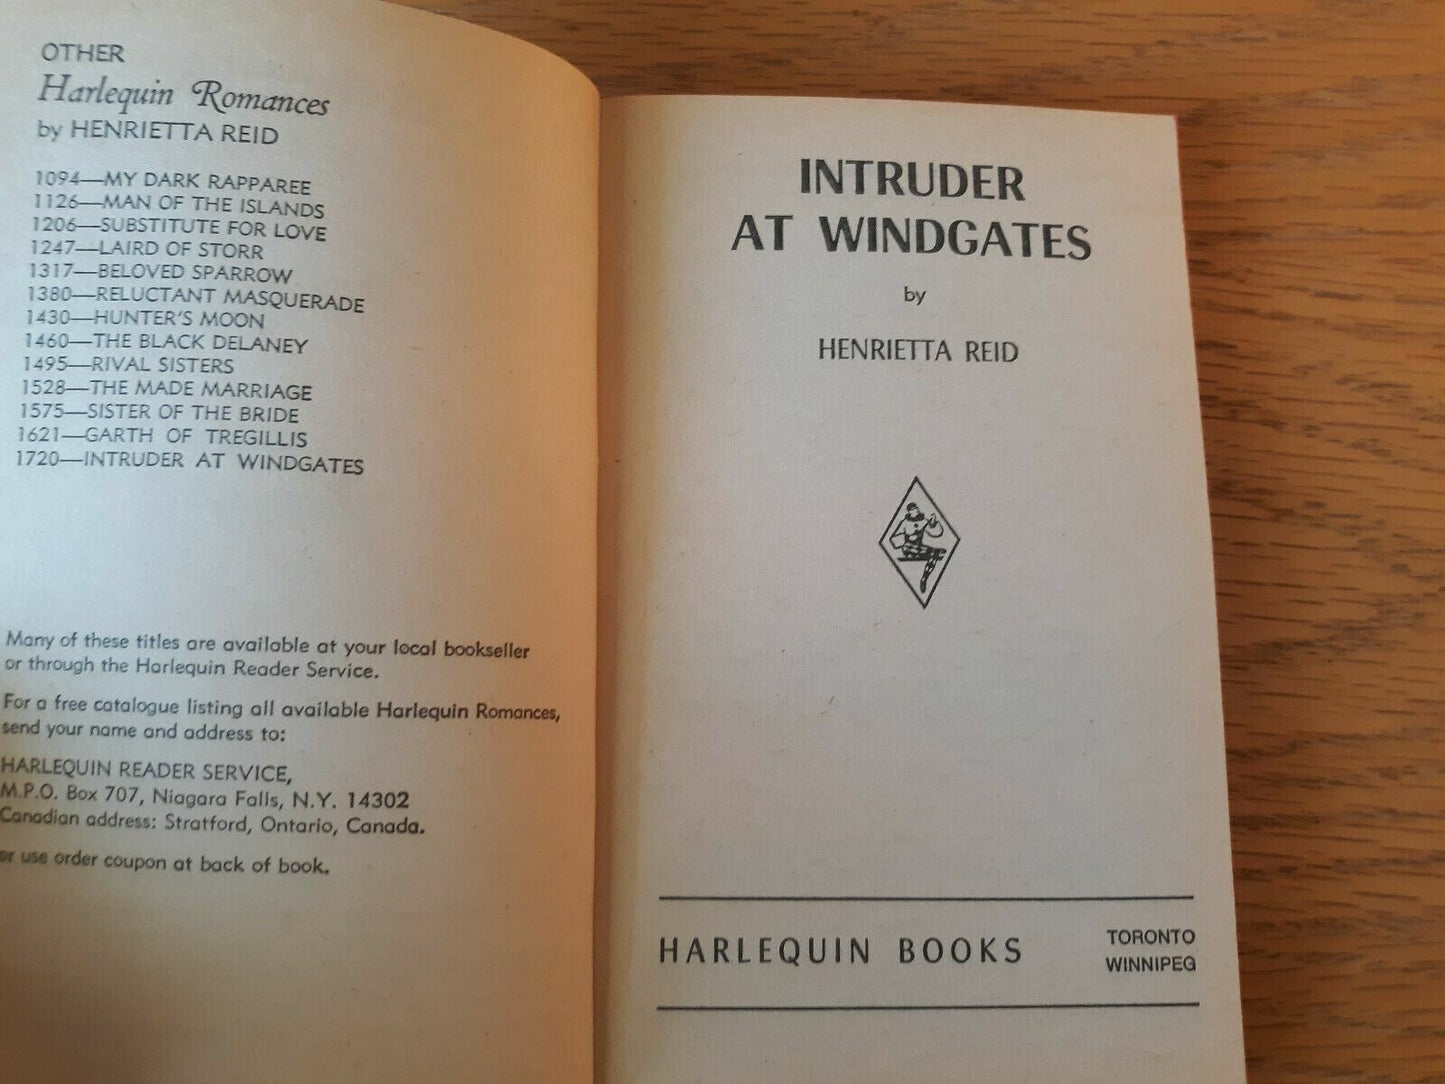 OTHER
Harlequin Romances
by HENRIETTA REID
1094—MY DARK RAPPAREE
1126—MAN OF THE ISLANDS
1206—SUBSTITUTE FOR LOVE
1247—LAIRD OF STORR
1317—BELOVED SPARROW
1380—RELUCTANT MASQUERADE
1430—HUNTER'S MOON
1460—THE BLACK DELANEY
1495—RIVAL SISTERS
1528—THE MADE MARRIAGE
1575—SISTER OF THE BRIDE
1621—GARTH OF TREGILLIS
1720—INTRUDER AT WINDGATES
Many of these titles are available at your local bookseller
or through the Harlequin Reader Service.
For a free catalogue listing all available Harlequin Romances,
send your name and address to:
HARLEQUIN READER SERVICE,
M.P.O. Box 707, Niagara Falls, N.Y. 14302
Canadian address: Stratford, Ontario, Canada.
or use order coupon at back of book.
INTRUDER
AT WINDGATES
by
HENRIETTA REID
HARLEQUIN BOOKS
TORONTO
WINNIPEG